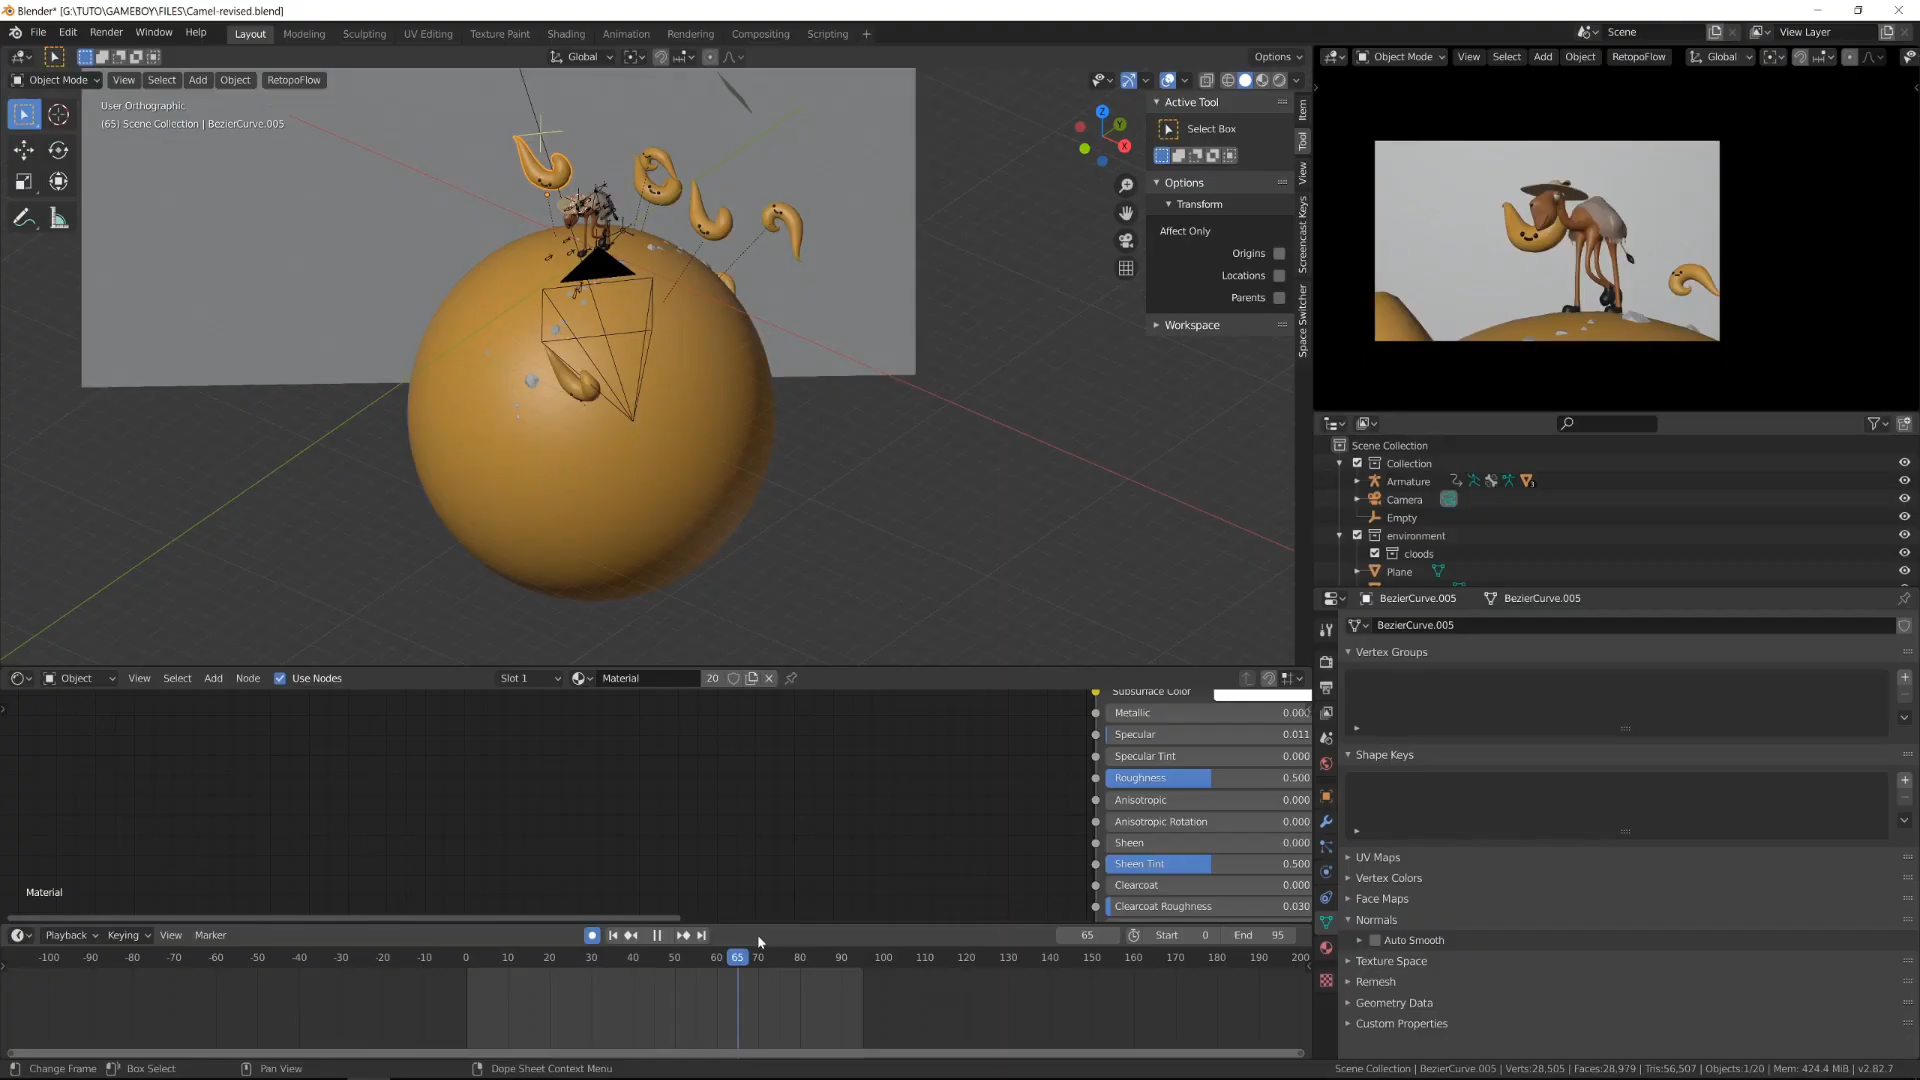 Blender* [G:\TUTO\GAMEBOY\FILES\Camel-revised.blend]
File Edit Render Window Help Layout Modeling Sculpting UV Editing Texture Paint Shading Animation Rendering Compositing Scripting + Scene View Layer
Global Options Object Mode View Select Add Object RetopoFlow Global
Object Mode View Select Add Object RetopoFlow
User Orthographic
(65) Scene Collection | BezierCurve.005
Z
Y
X
Active Tool
Select Box
Options
Transform
Affect Only
Origins
Locations
Parents
Workspace
Item
Tool
View
Screencast Keys
Space Switcher
Scene Collection
Collection
Armature
3
Camera
Empty
environment
cloods
Plane
BezierCurve.005 BezierCurve.005
BezierCurve.005
Vertex Groups
Shape Keys
UV Maps
Vertex Colors
Face Maps
Normals
Auto Smooth
Texture Space
Remesh
Geometry Data
Custom Properties
Object View Select Add Node Use Nodes Slot 1 Material 20
Subsurface Color
Metallic 0.000
Specular 0.011
Specular Tint 0.000
Roughness 0.500
Anisotropic 0.000
Anisotropic Rotation 0.000
Sheen 0.000
Sheen Tint 0.500
Clearcoat 0.000
Clearcoat Roughness 0.030
Material
Playback Keying View Marker 65 Start 0 End 95
-100 -90 -80 -70 -60 -50 -40 -30 -20 -10 0 10 20 30 40 50 60 65 70 80 90 100 110 120 130 140 150 160 170 180 190 200
Change Frame Box Select Pan View Dope Sheet Context Menu Scene Collection | BezierCurve.005 | Verts:28,505 | Faces:28,979 | Tris:56,507 | Objects:1/20 | Mem: 424.4 MiB | v2.82.7